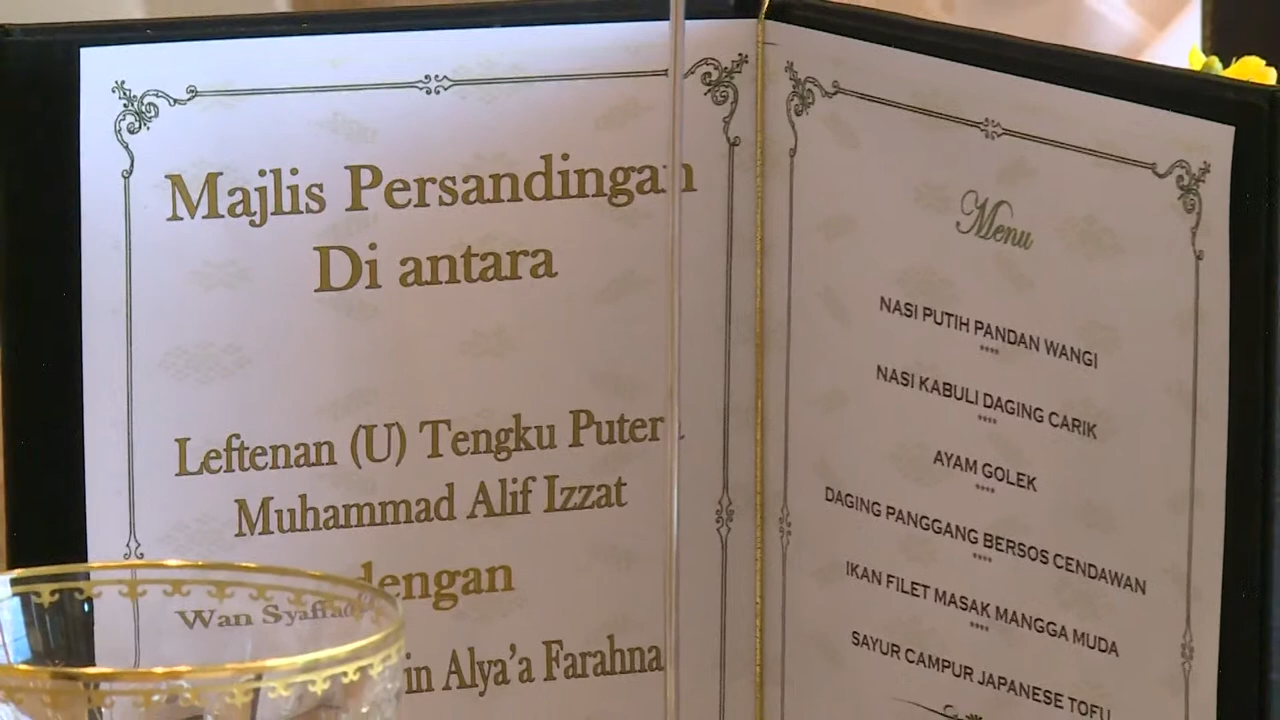 Majlis Persandingan
Di antara
Leftenan (U) Tengku Puter
Muhammad Alif Izzat
dengan
Wan
in Alya'a Farahna
Menu
NASI PUTIH PANDAN WANGI
****
NASI KABULI DAGING CARIK
****
AYAM GOLEK
****
DAGING PANGGANG BERSOS CENDAWAN
****
IKAN FILET MASAK MANGGA MUDA
****
SAYUR CAMPUR JAPANESE TOFU